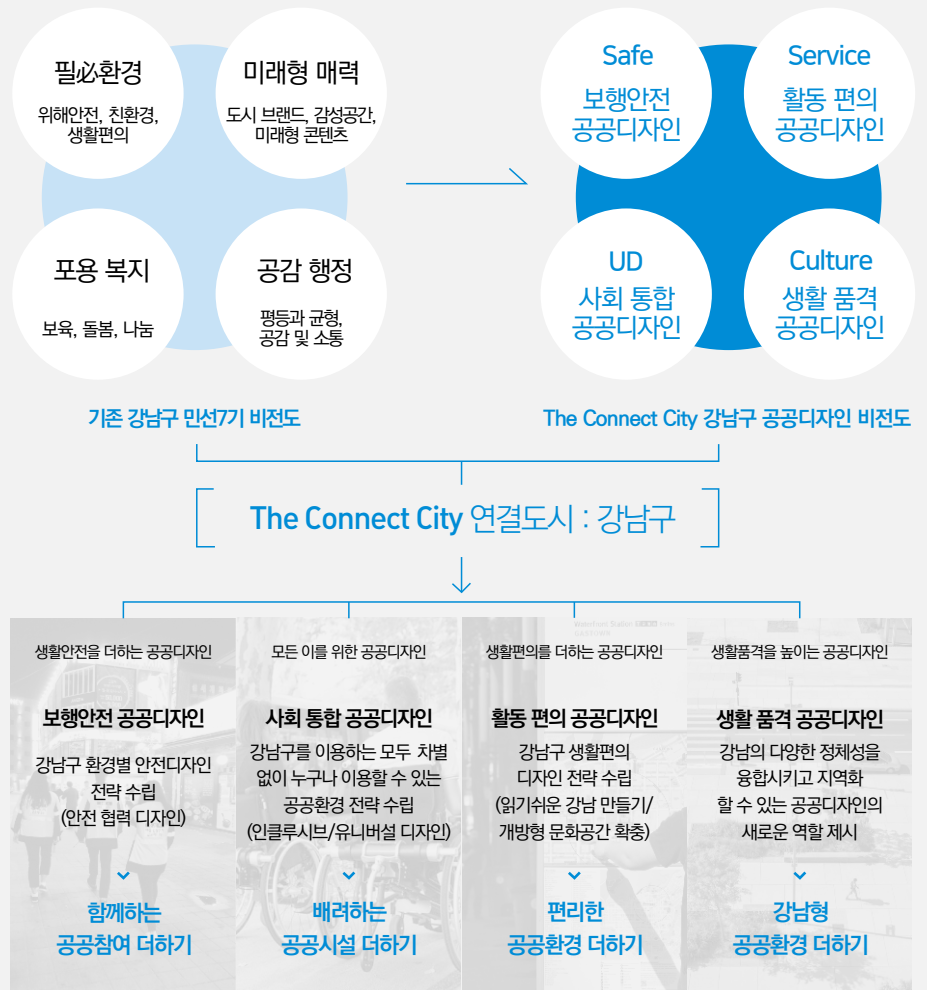 필必환경
위해안전, 친환경,
생활편의
미래형 매력
도시 브랜드, 감성공간,
미래형 콘텐츠
포용 복지
보육, 돌봄, 나눔
공감 행정
평등과 균형,
공감 및 소통
기존 강남구 민선7기 비전도
Safe
보행안전
공공디자인
Service
활동 편의
공공디자인
UD
사회 통합
공공디자인
Culture
생활 품격
공공디자인
The Connect City 강남구 공공디자인 비전도
The Connect City 연결도시 : 강남구
생활안전을 더하는 공공디자인
보행안전 공공디자인
강남구 환경별 안전디자인
전략 수립
(안전 협력 디자인)
함께하는
공공참여 더하기
모든 이를 위한 공공디자인
사회 통합 공공디자인
강남구를 이용하는 모두 차별
없이 누구나 이용할 수 있는
공공환경 전략 수립
(인클루시브/유니버설 디자인)
배려하는
공공시설 더하기
생활편의를 더하는 공공디자인
활동 편의 공공디자인
강남구 생활편의
디자인 전략 수립
(읽기쉬운 강남 만들기/
개방형 문화공간 확충)
편리한
공공환경 더하기
생활품격을 높이는 공공디자인
생활 품격 공공디자인
강남의 다양한 정체성을
융합시키고 지역화
할 수 있는 공공디자인의
새로운 역할 제시
강남형
공공환경 더하기